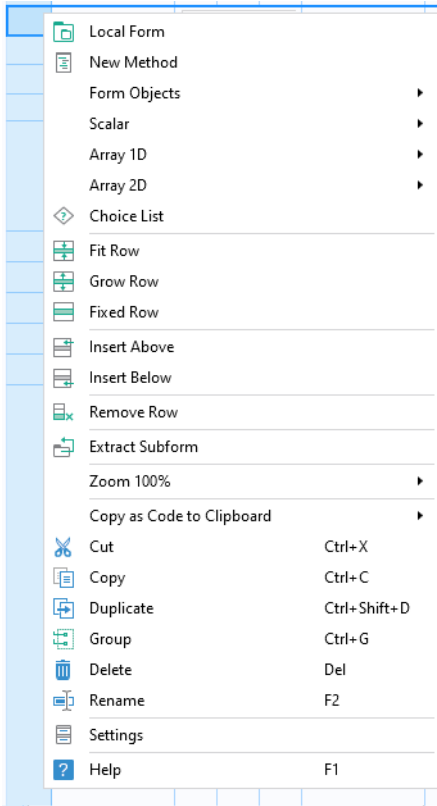 Local Form
New Method
Form Objects
Scalar
Array 1D
Array 2D
Choice List
Fit Row
Grow Row
Fixed Row
Insert Above
Insert Below
Remove Row
Extract Subform
Zoom 100%
Copy as Code to Clipboard
Cut Ctrl+X
Copy Ctrl+C
Duplicate Ctrl+Shift+D
Group Ctrl+G
Delete Del
Rename F2
Settings
Help F1